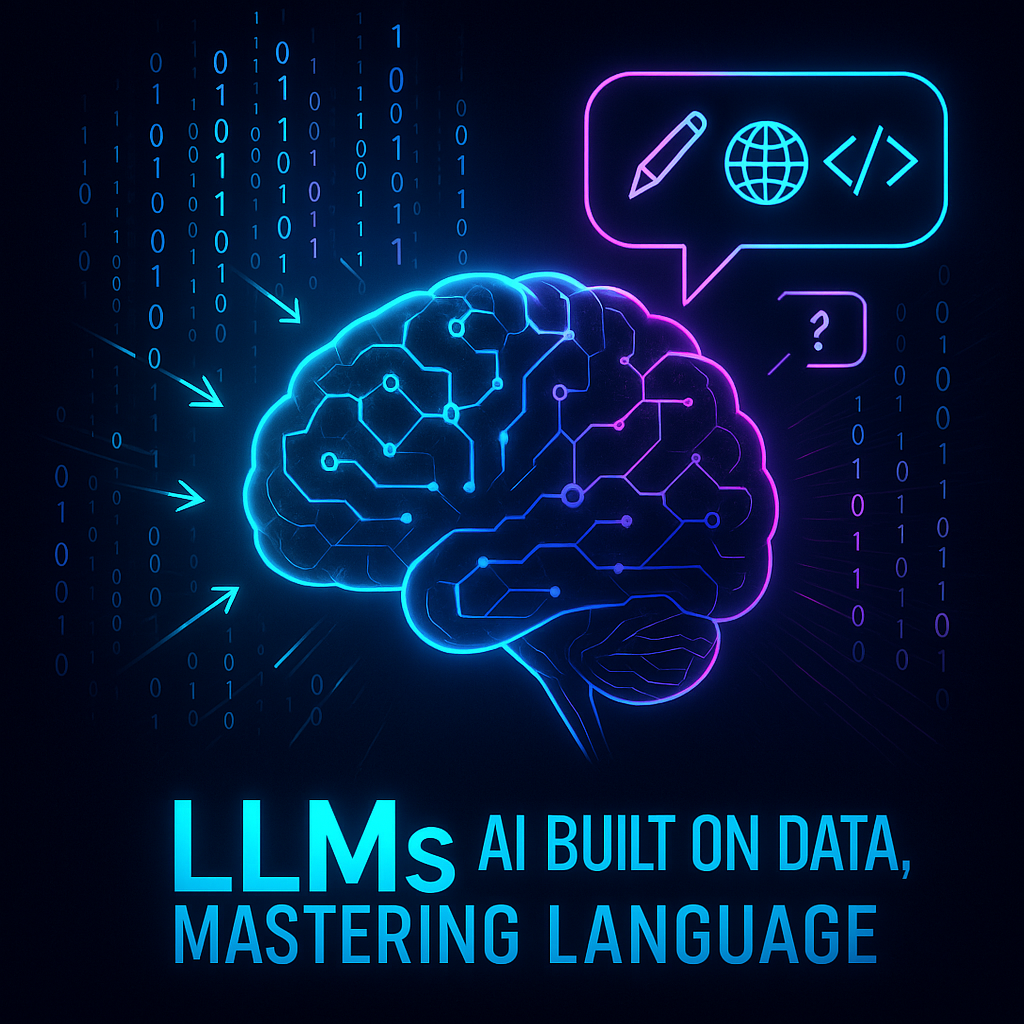 </>
?
LLMs AI BUILT ON DATA,
MASTERING LANGUAGE